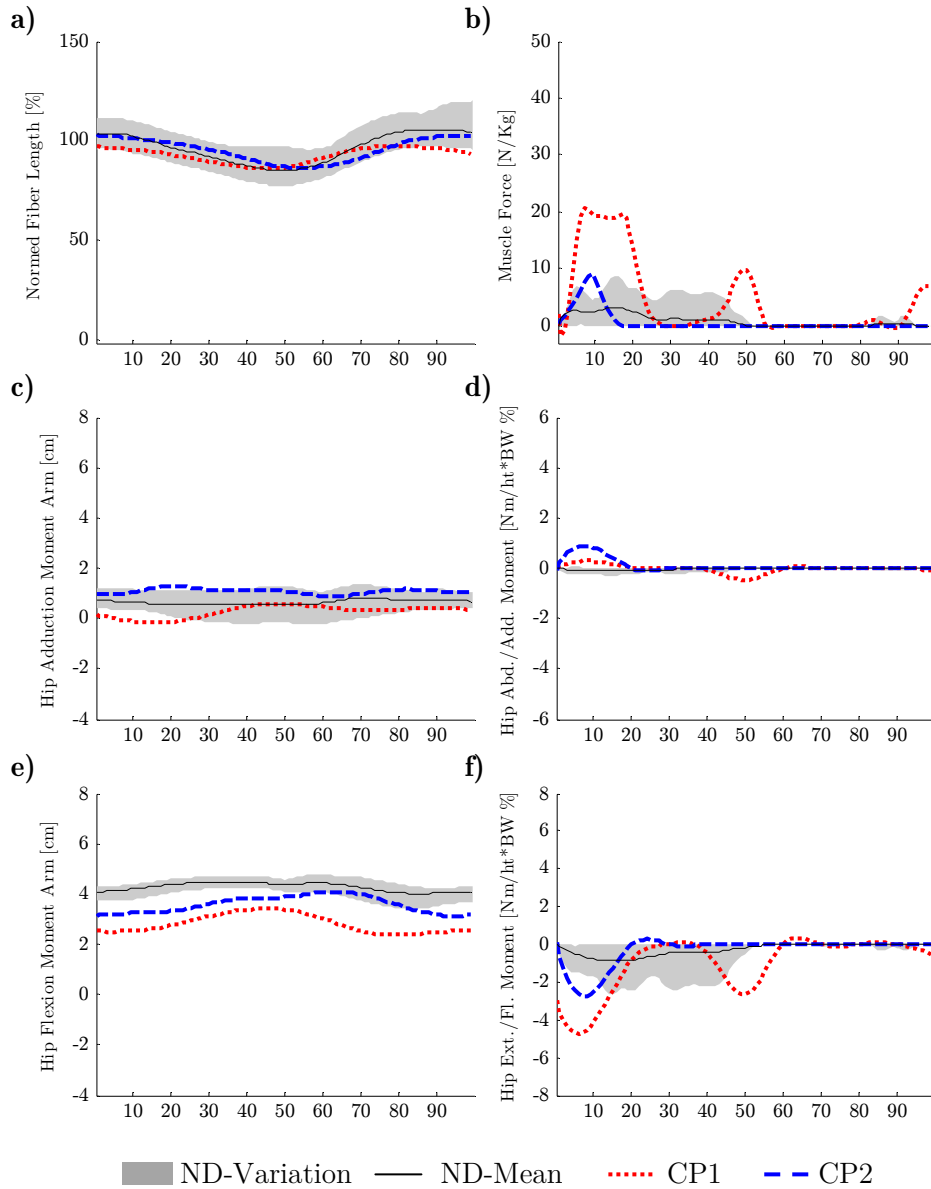 a)
Normed Fiber Length [%]
150
100
50
0
10 20 30 40 50 60 70 80 90
b)
Muscle Force [N/Kg]
50
40
30
20
10
0
10 20 30 40 50 60 70 80 90
c)
Hip Adduction Moment Arm [cm]
8
6
4
2
0
-2
-4
10 20 30 40 50 60 70 80 90
d)
Hip Abd./Add. Moment [Nm/ht*BW %]
6
4
2
0
-2
-4
-6
10 20 30 40 50 60 70 80 90
e)
Hip Flexion Moment Arm [cm]
8
6
4
2
0
-2
-4
10 20 30 40 50 60 70 80 90
f)
Hip Ext./Fl. Moment [Nm/ht*BW %]
8
6
4
2
0
-2
-4
-6
-8
10 20 30 40 50 60 70 80 90
ND-Variation ND-Mean CP1 CP2